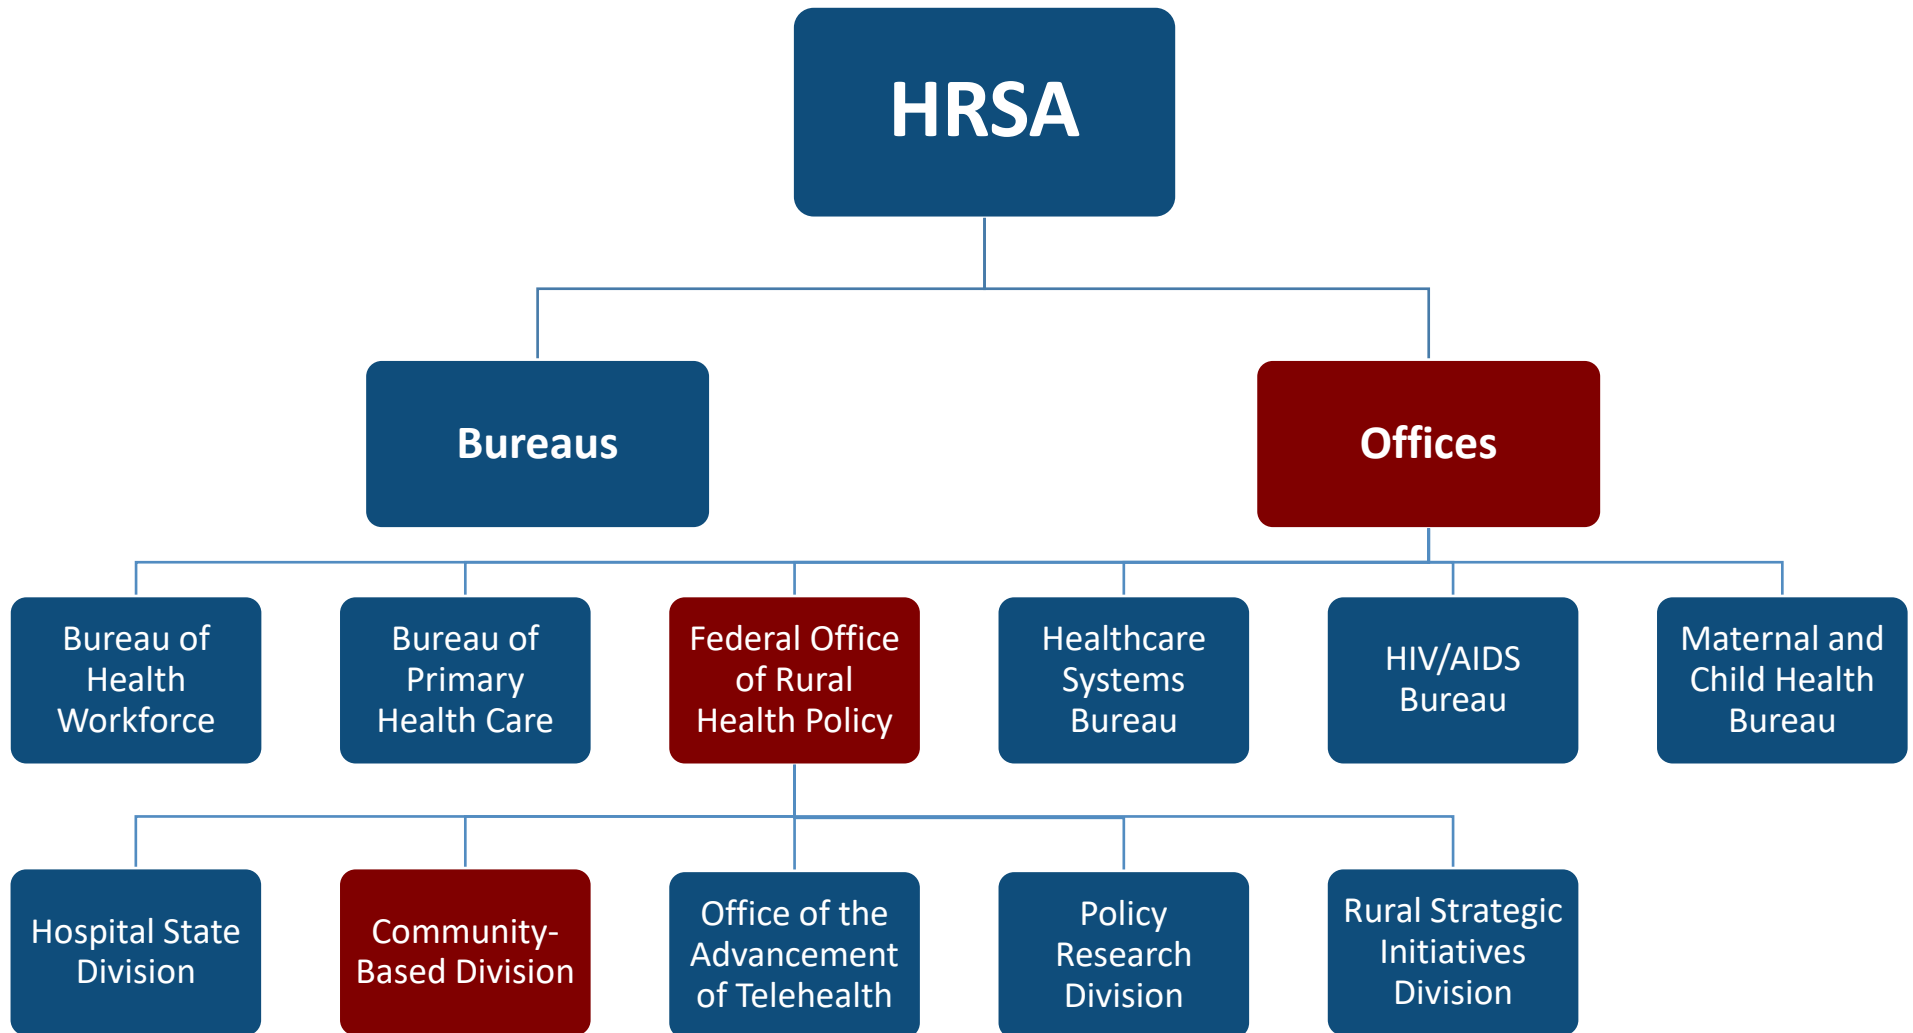 HRSA
Bureaus
Offices
Bureau of
Health
Workforce
Bureau of
Primary
Health Care
Federal Office
of Rural
Health Policy
Healthcare
Systems
Bureau
HIV/AIDS
Bureau
Maternal and
Child Health
Bureau
Hospital State
Division
Community-
Based Division
Office of the
Advancement
of Telehealth
Policy
Research
Division
Rural Strategic
Initiatives
Division